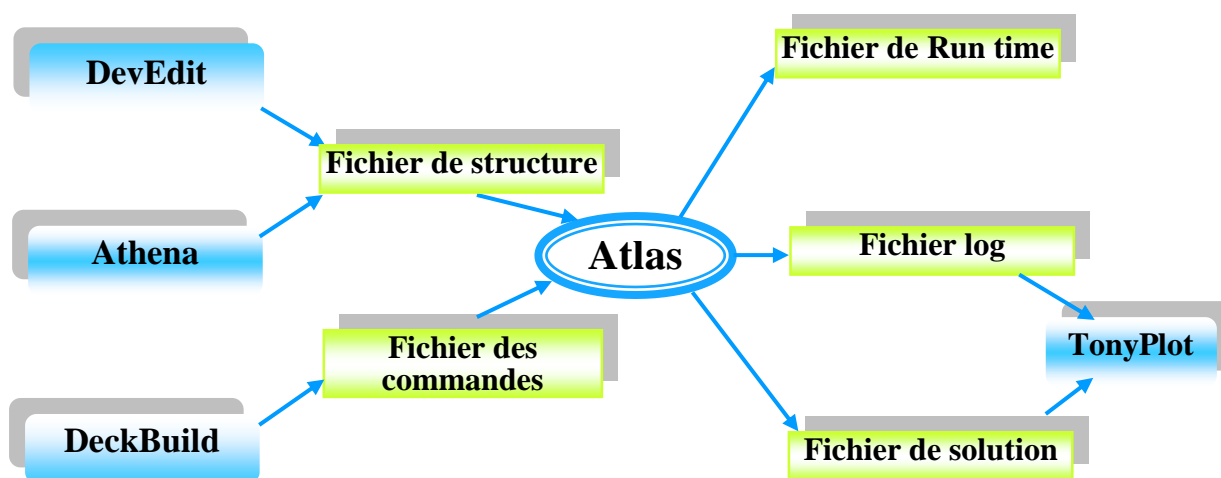 DevEdit
Fichier de Run time
Fichier de structure
Athena
Atlas
Fichier log
Fichier des
commandes
TonyPlot
DeckBuild
Fichier de solution